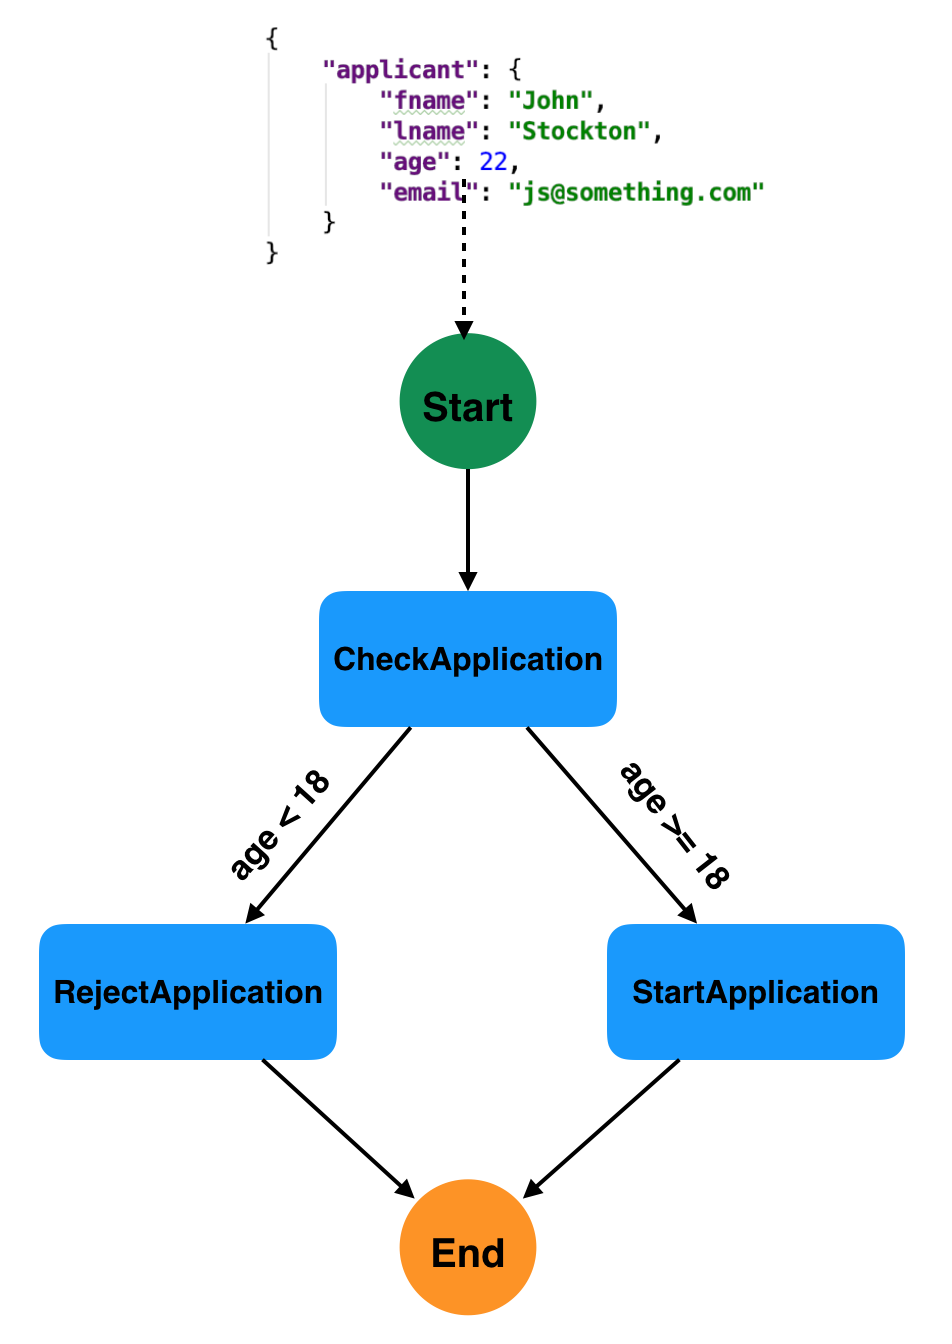 {
"applicant": {
"fname": "John",
"lname": "Stockton",
"age": 22,
"email": "js@something.com"
}
}
Start
CheckApplication
age < 18
age >= 18
RejectApplication
StartApplication
End